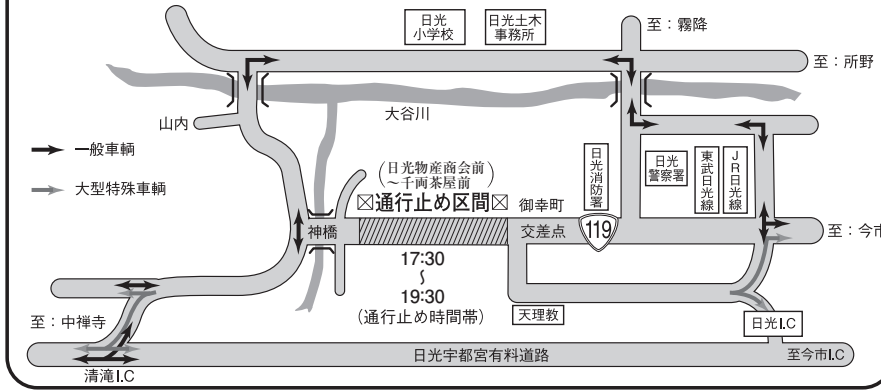 日光
小学校
日光土木
事務所
至：霧降
至：所野
大谷川
山内
一般車輌
大型特殊車輌
(日光物産商会前
〜千両茶屋前)
☒通行止め区間☒
御幸町
交差点
日光消防署
119
日光
警察署
東武日光線
JR日光線
神橋
至：今市
17:30
〜
19:30
(通行止め時間帯)
天理教
日光I.C
至：中禅寺
日光宇都宮有料道路
至今市I.C
清滝I.C